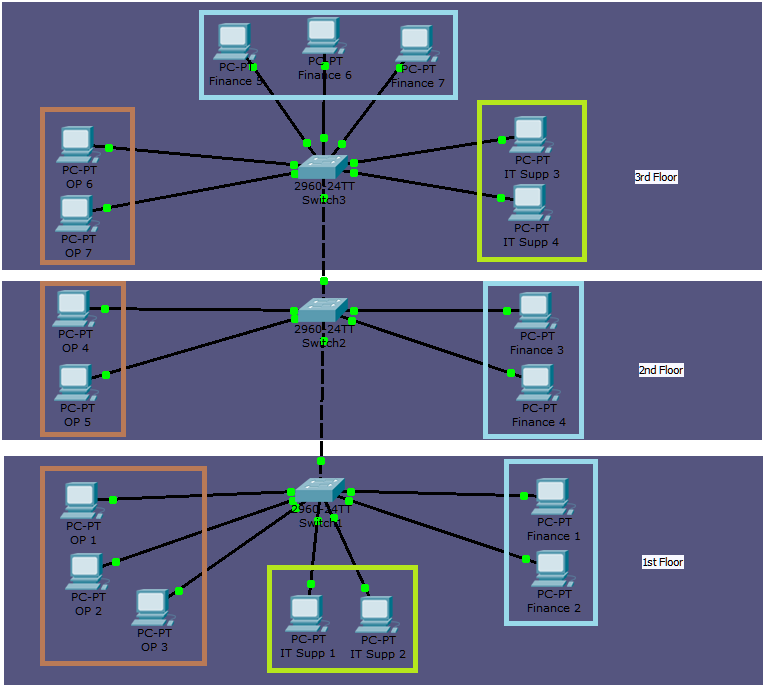 PC-PT
Finance 5
PC-PT
Finance 6
PC-PT
Finance 7
PC-PT
OP 6
PC-PT
OP 7
2960-24TT
Switch3
PC-PT
IT Supp 3
PC-PT
IT Supp 4
3rd Floor
PC-PT
OP 4
PC-PT
OP 5
2960-24TT
Switch2
PC-PT
Finance 3
PC-PT
Finance 4
2nd Floor
PC-PT
OP 1
PC-PT
OP 2
PC-PT
OP 3
2960-24TT
Switch1
PC-PT
IT Supp 1
PC-PT
IT Supp 2
PC-PT
Finance 1
PC-PT
Finance 2
1st Floor